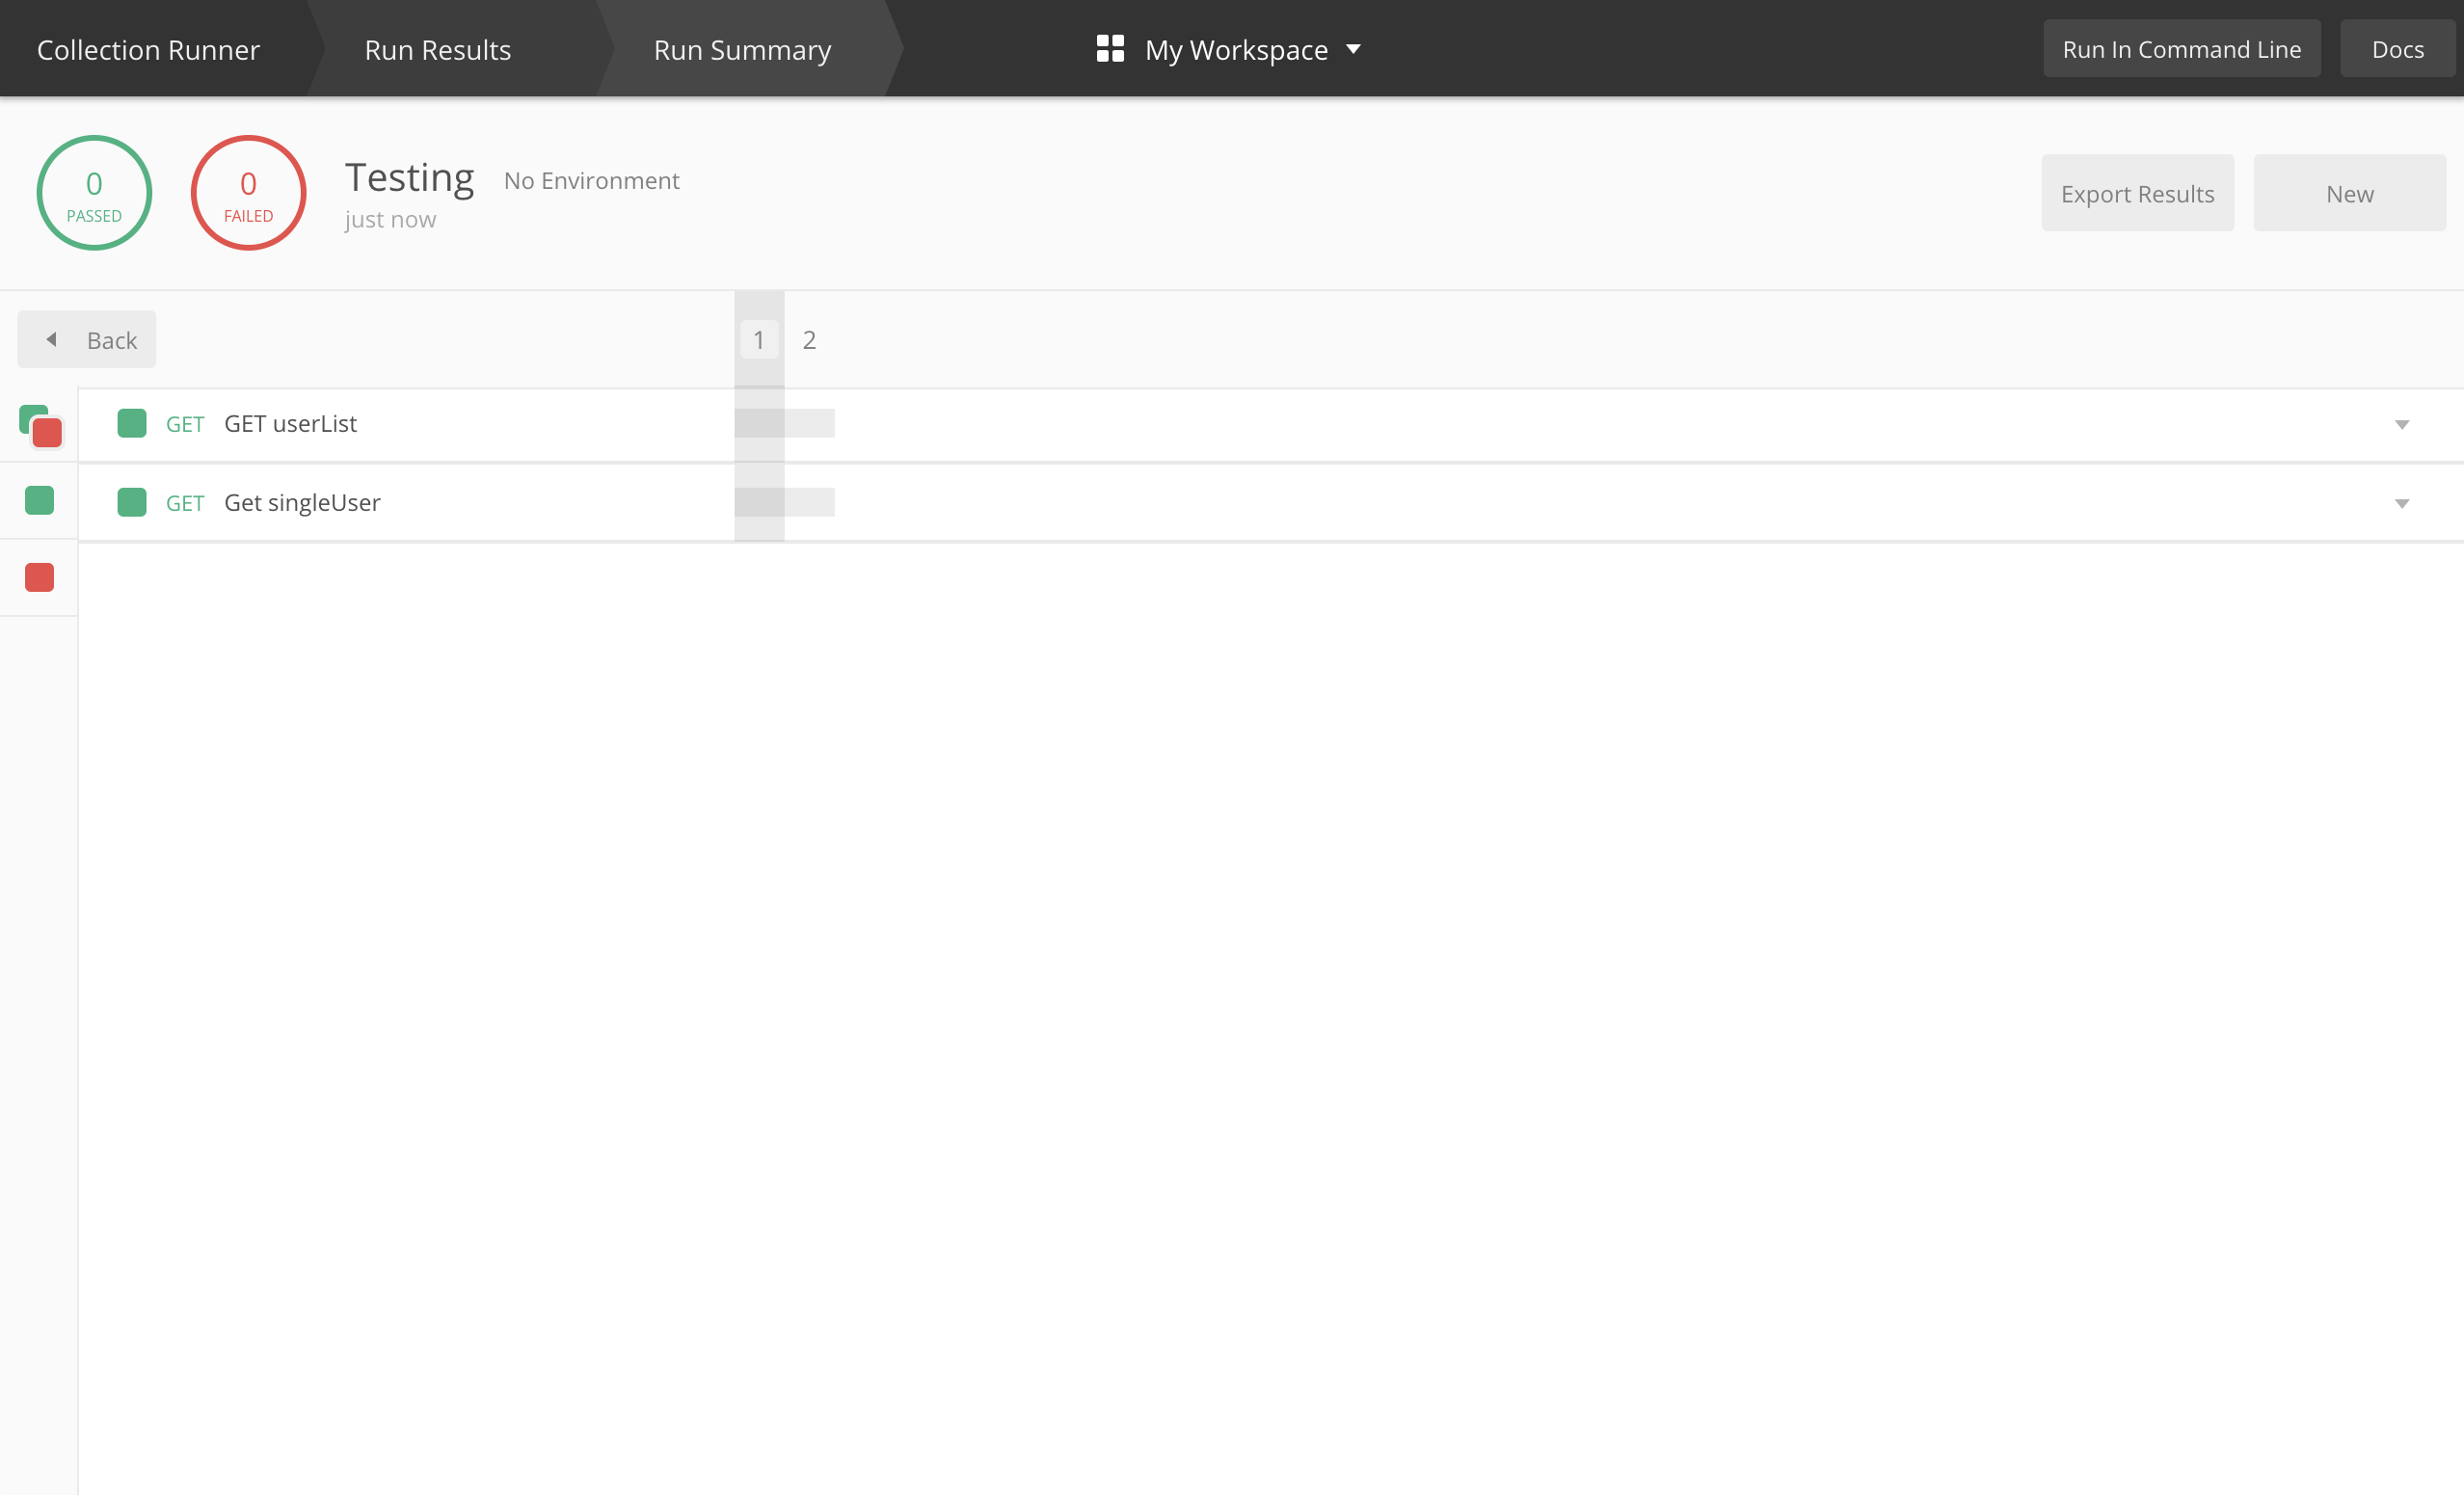 Collection Runner Run Results Run Summary My Workspace Run In Command Line Docs
0 PASSED
0 FAILED
Testing No Environment
just now
Export Results New
Back 1 2
GET GET userList
GET Get singleUser